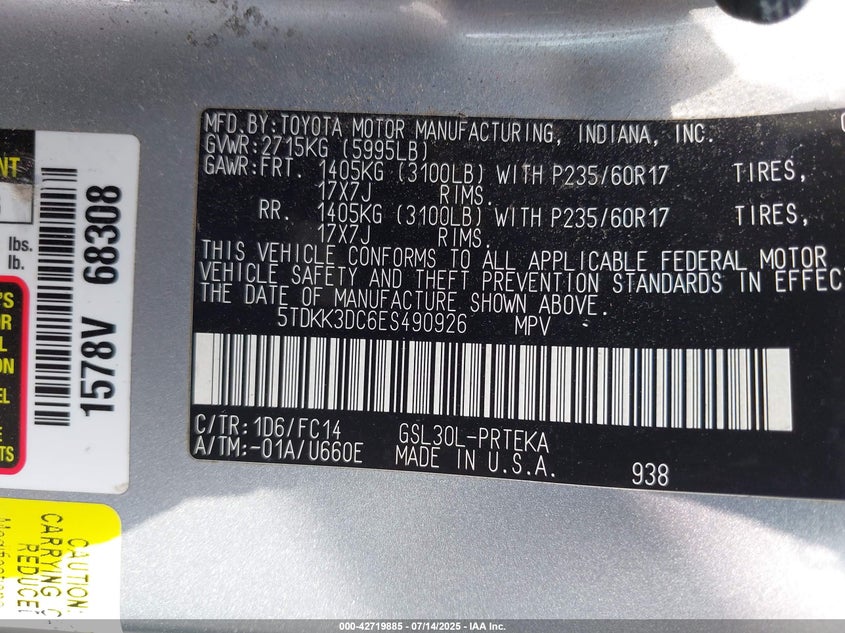 MFD.BY:TOYOTA MOTOR MANUFACTURING, INDIANA, INC.
GVWR:2715KG (5995LB)
GAWR:FRT. 1405KG (3100LB) WITH P235/60R17 TIRES,
17X7J RIMS.
RR. 1405KG (3100LB) WITH P235/60R17 TIRES,
17X7J RIMS.
THIS VEHICLE CONFORMS TO ALL APPLICABLE FEDERAL MOTOR
VEHICLE SAFETY AND THEFT PREVENTION STANDARDS IN EFFECT
THE DATE OF MANUFACTURE SHOWN ABOVE.
5TDKK3DC6ES490926 MPV
C/TR:1D6/FC14 GSL30L-PRTEKA
A/TM:-01A/U660E MADE IN U.S.A. 938
lbs.
lb.
1578V 68308
CAUTION:
CARRYING C
REDUCE
000-42719885 / 07/14/2025 - IAA Inc.